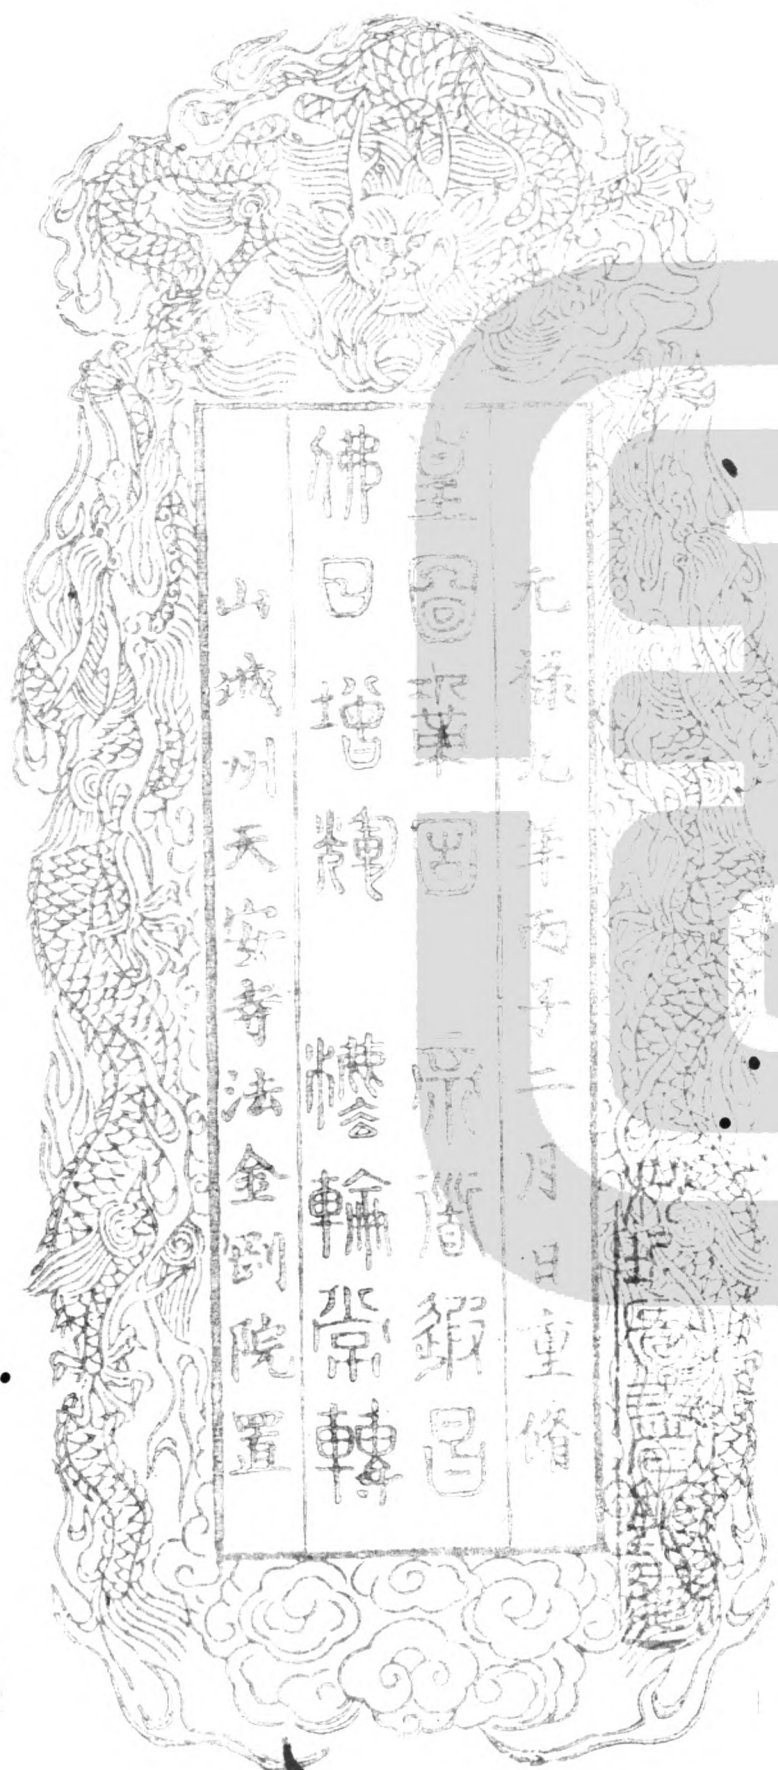 元祿九年丙子二月日重脩
皇圖鞏固 帝道遐昌
佛日增輝 法輪常轉
山城州天安寺法金剛院置